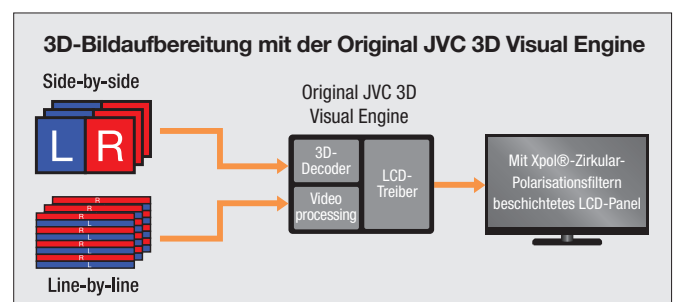 3D-Bildaufbereitung mit der Original JVC 3D Visual Engine
Side-by-side
L R
Original JVC 3D
Visual Engine
3D-
Decoder
Video
processing
LCD-
Treiber
Mit Xpol®-Zirkular-
Polarisationsfiltern
beschichtetes LCD-Panel
R
R
R
L
R
L
R
L
R
L
Line-by-line